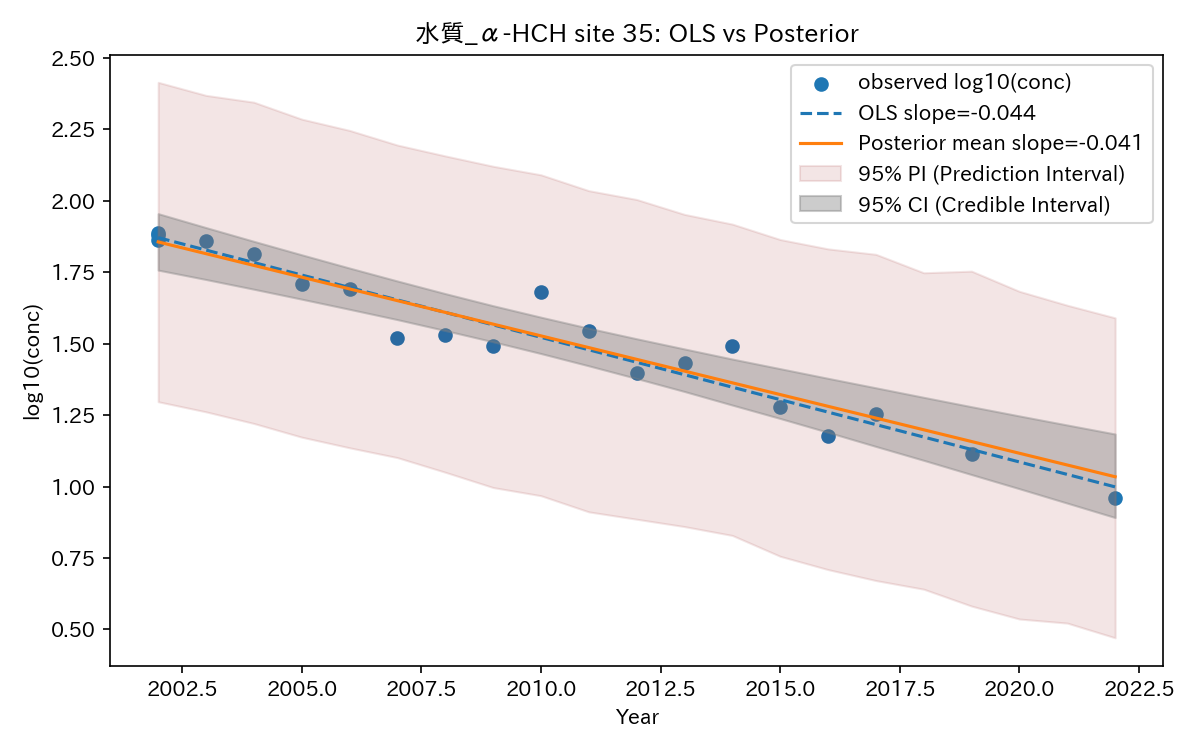 水質_α-HCH site 35: OLS vs Posterior
log10(conc)
2.50
2.25
2.00
1.75
1.50
1.25
1.00
0.75
0.50
observed log10(conc)
OLS slope=-0.044
Posterior mean slope=-0.041
95% PI (Prediction Interval)
95% CI (Credible Interval)
2002.5 2005.0 2007.5 2010.0 2012.5 2015.0 2017.5 2020.0 2022.5
Year